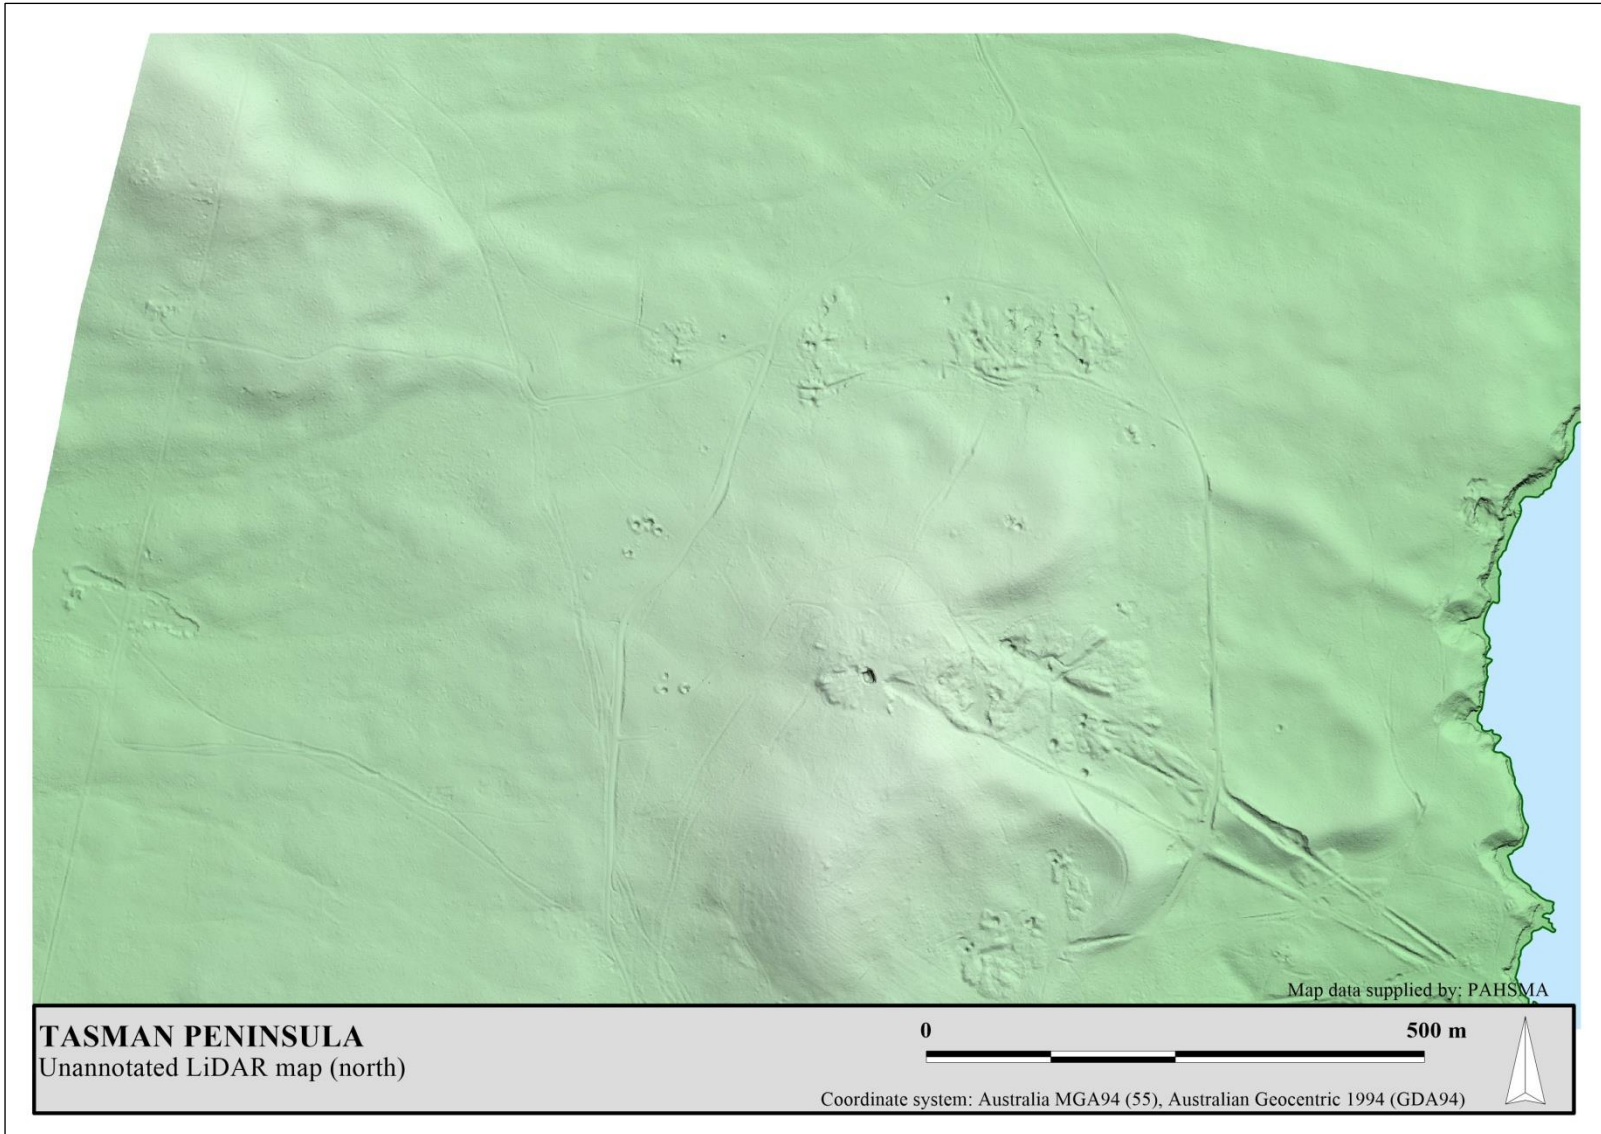 Map data supplied by: PAHSMA
TASMAN PENINSULA
Unannotated LiDAR map (north)
0 500 m
Coordinate system: Australia MGA94 (55), Australian Geocentric 1994 (GDA94)